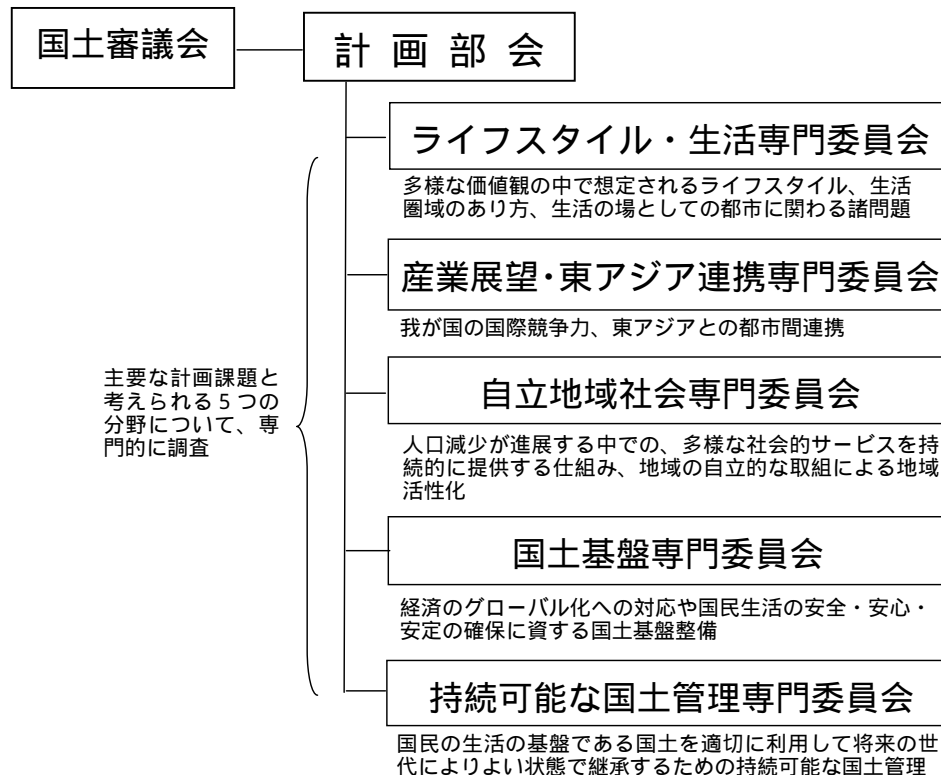 国土審議会
計画部会
ライフスタイル・生活専門委員会
多様な価値観の中で想定されるライフスタイル、生活
圏域のあり方、生活の場としての都市に関わる諸問題
産業展望・東アジア連携専門委員会
我が国の国際競争力、東アジアとの都市間連携
主要な計画課題と
考えられる5つの
分野について、専
門的に調査
自立地域社会専門委員会
人口減少が進展する中での、多様な社会的サービスを持
続的に提供する仕組み、地域の自立的な取組による地域
活性化
国土基盤専門委員会
経済のグローバル化への対応や国民生活の安全・安心・
安定の確保に資する国土基盤整備
持続可能な国土管理専門委員会
国民の生活の基盤である国土を適切に利用して将来の世
代によりよい状態で継承するための持続可能な国土管理